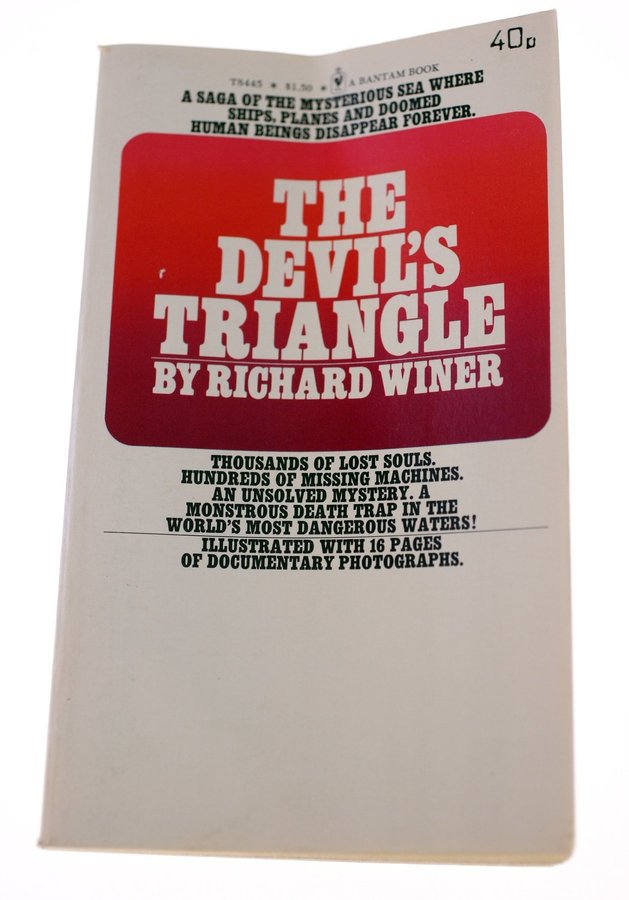 40p
T8445 * $1.50 * A BANTAM BOOK
A SAGA OF THE MYSTERIOUS SEA WHERE
SHIPS, PLANES AND DOOMED
HUMAN BEINGS DISAPPEAR FOREVER.
THE
DEVIL'S
TRIANGLE
BY RICHARD WINER
THOUSANDS OF LOST SOULS.
HUNDREDS OF MISSING MACHINES.
AN UNSOLVED MYSTERY. A
MONSTROUS DEATH TRAP IN THE
WORLD'S MOST DANGEROUS WATERS!
ILLUSTRATED WITH 16 PAGES
OF DOCUMENTARY PHOTOGRAPHS.